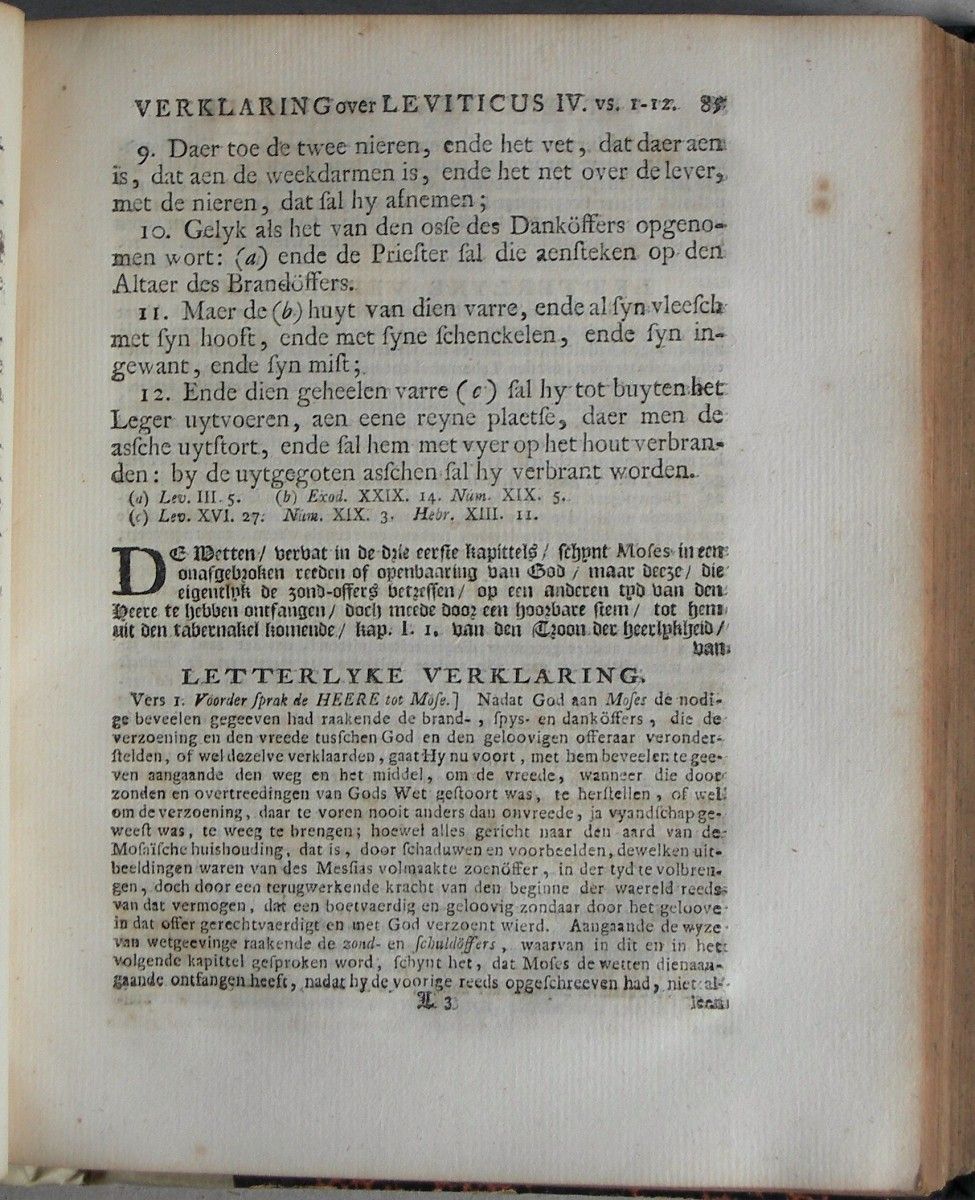 VERKLARING over LEVITICUS IV. vs. 1-12. 85
9. Daer toe de twee nieren, ende het vet, dat daer aen
is, dat aen de weekdarmen is, ende het net over de lever,
met de nieren, dat ſal hy afnemen;
10. Gelyk als het van den osſe des Danköffers opgeno-
men wort: (a) ende de Prieſter ſal die aenſteken op den
Altaer des Brandöffers.
11. Maer de (b) huyt van dien varre, ende al ſyn vleeſch
met ſyn hooft, ende met ſyne ſchenckelen, ende ſyn in-
gewant, ende ſyn miſt;
12. Ende dien geheelen varre (c) ſal hy tot buyten het
Leger uytvoeren, aen eene reyne plaetſe, daer men de
asſche uytſtort, ende ſal hem met vyer op het hout verbran-
den: by de uytgegoten asſchen ſal hy verbrant worden.
(a) Lev. III. 5. (b) Exod. XXIX. 14. Num. XIX. 5.
(c) Lev. XVI. 27. Num. XIX. 3. Hebr. XIII. 11.
DE Wetten/ vervat in de drie eerſte kapittels/ ſchynt Moſes in een
onafgebroken reeden of openbaaring van God/ maar deeze/ die
eigentlyk de zond-offers betreffen/ op een anderen tyd van den
Heere te hebben ontfangen/ doch meede door een hoorbare ſtem/ tot hem
uit den tabernakel komende/ kap. I. 1. van den Troon der heerlykheid/
van
LETTERLYKE VERKLARING.
Vers 1. Voorder ſprak de HEERE tot Moſe.] Nadat God aan Moſes de nodi-
ge beveelen gegeeven had raakende de brand-, ſpys- en danköffers, die de
verzoening en den vreede tusſchen God en den geloovigen offeraar veronder-
ſtelden, of wel dezelve verklaarden, gaat Hy nu voort, met hem beveelen te gee-
ven aangaande den weg en het middel, om de vreede, wanneer die door
zonden en overtreedingen van Gods Wet geſtoort was, te herſtellen, of wel
om de verzoening, daar te voren nooit anders dan onvreede, ja vyandſchap ge-
weeſt was, te weeg te brengen; hoewel alles gericht naar den aard van de
Moſaïſche huishouding, dat is, door ſchaduwen en voorbeelden, dewelken uit-
beeldingen waren van des Mesſias volmaakte zoenöffer, in der tyd te volbren-
gen, doch door een terugwerkende kracht van den beginne der waereld reeds
van dat vermogen, dat een boetvaerdig en geloovig zondaar door het geloove
in dat offer gerechtvaerdigt en met God verzoent wierd. Aangaande de wyze
van wetgeevinge raakende de zond- en ſchuldöffers, waarvan in dit en in het
volgende kapittel geſproken word, ſchynt het, dat Moſes de wetten dienaan-
gaande ontfangen heeft, nadat hy de voorige reeds opgeſchreeven had, niet al-
L 3
leen